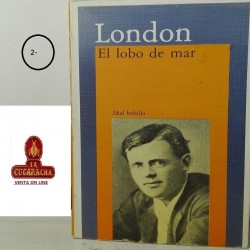 London
El lobo de mar
2-
Akal bolsillo
LA
CUCARACHA
VENTA ON LINE